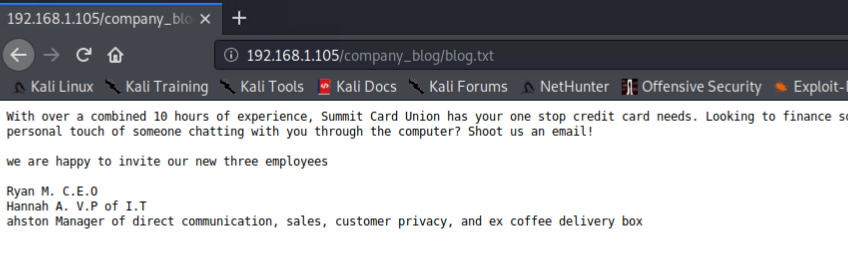 192.168.1.105/company_blo
192.168.1.105/company_blog/blog.txt
Kali Linux Kali Training Kali Tools Kali Docs Kali Forums NetHunter Offensive Security
With over a combined 10 hours of experience, Summit Card Union has your one stop credit card needs. Looking to finance
personal touch of someone chatting with you through the computer? Shoot us an email!
we are happy to invite our new three employees
Ryan M. C.E.O
Hannah A. V.P of I.T
ahston Manager of direct communication, sales, customer privacy, and ex coffee delivery box